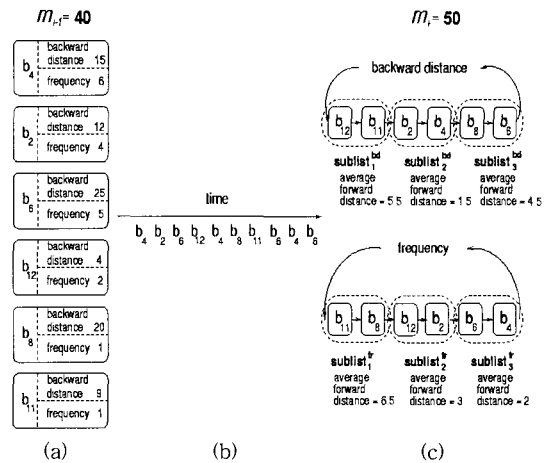 m i-1 = 40
b4 backward distance 15
frequency 6
b2 backward distance 12
frequency 4
b6 backward distance 25
frequency 5
b12 backward distance 4
frequency 2
b8 backward distance 20
frequency 1
b11 backward distance 9
frequency 1
(a)
time
b4 b2 b6 b12 b4 b8 b11 b6 b4 b8
(b)
m i = 50
backward distance
b12 b11 b2 b4 b8 b6
sublist1 bd sublist2 bd sublist3 bd
average average average
forward forward forward
distance = 5.5 distance = 1.5 distance = 4.5
frequency
b11 b8 b12 b2 b6 b4
sublist1 fr sublist2 fr sublist3 fr
average average average
forward forward forward
distance = 6.5 distance = 3 distance = 2
(c)